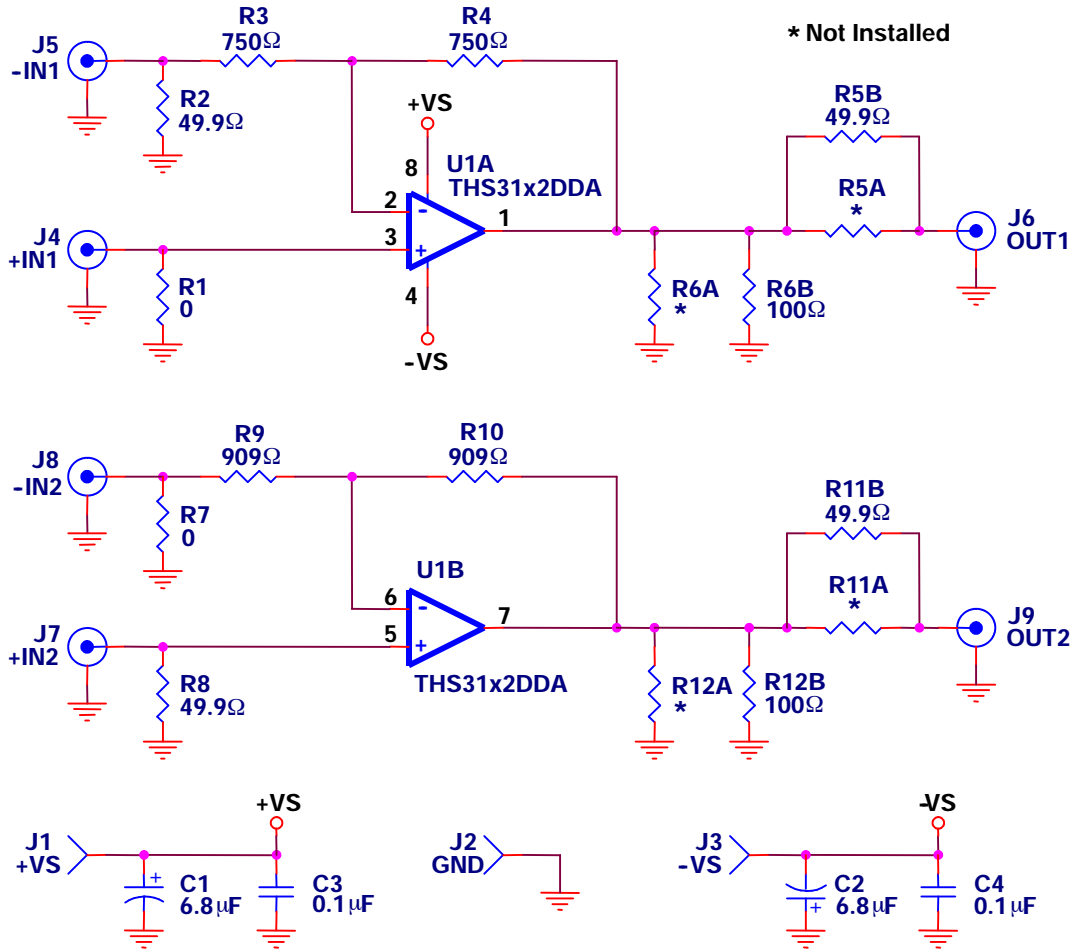 * Not Installed
R3
750Ω
R4
750Ω
J5
-IN1
R2
49.9Ω
+VS
8
U1A
THS31x2DDA
2
-
3
+
1
4
-VS
R5B
49.9Ω
R5A
*
J6
OUT1
J4
+IN1
R1
0
R6A
*
R6B
100Ω
R9
909Ω
R10
909Ω
J8
-IN2
R7
0
U1B
6
-
5
+
7
THS31x2DDA
R11B
49.9Ω
R11A
*
J9
OUT2
J7
+IN2
R8
49.9Ω
R12A
*
R12B
100Ω
J1
+VS
+VS
+
C1
6.8μF
C3
0.1μF
J2
GND
J3
-VS
-VS
+
C2
6.8μF
C4
0.1μF